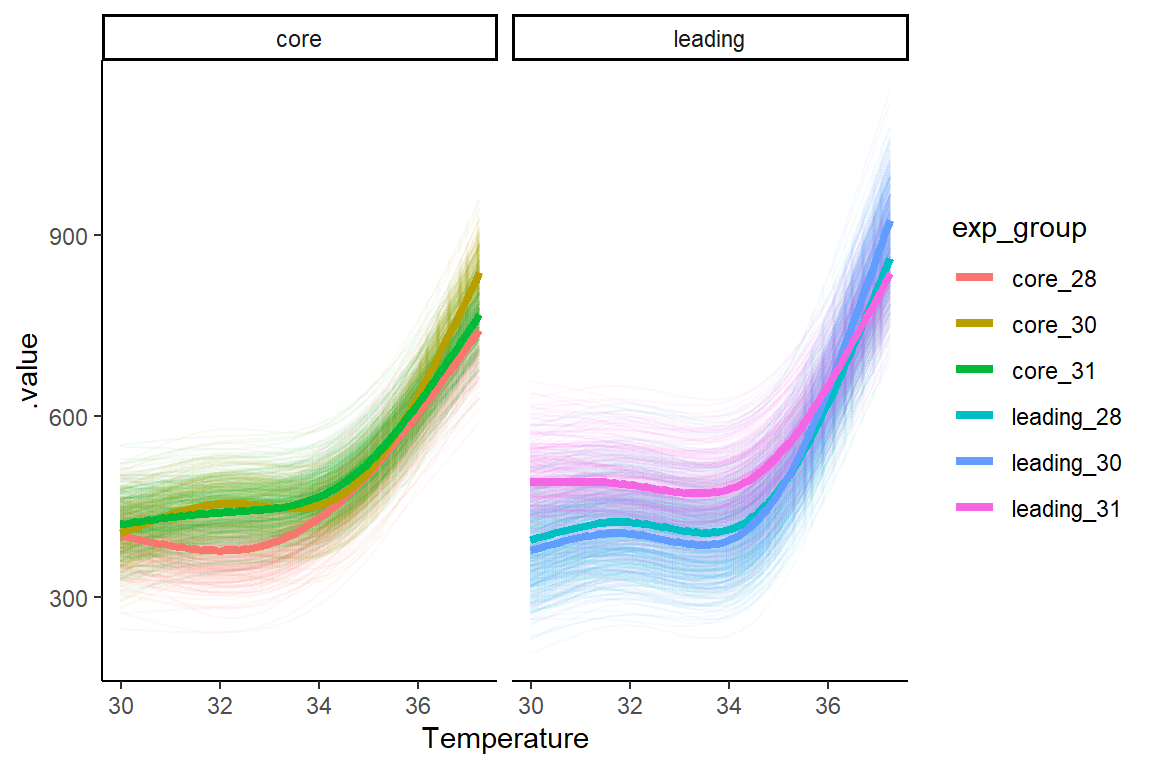 core
leading
.value
900
600
300
30
32
34
36
30
32
34
36
Temperature
exp_group
core_28
core_30
core_31
leading_28
leading_30
leading_31